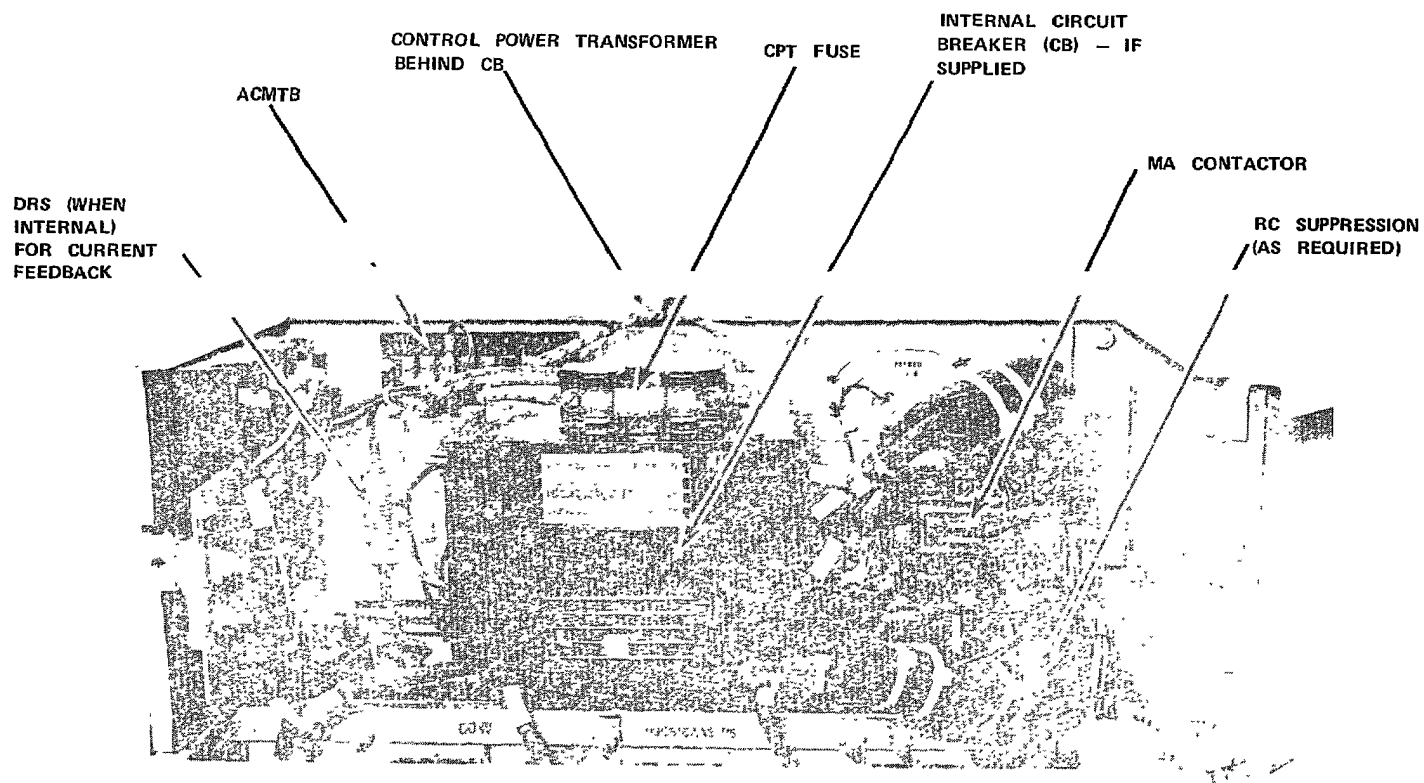 INTERNAL CIRCUIT
BREAKER (CB) — IF
SUPPLIED
CONTROL POWER TRANSFORMER
BEHIND CB
CPT FUSE
ACMTB
MA CONTACTOR
DRS (WHEN
INTERNAL)
FOR CURRENT
FEEDBACK
RC SUPPRESSION
(AS REQUIRED)